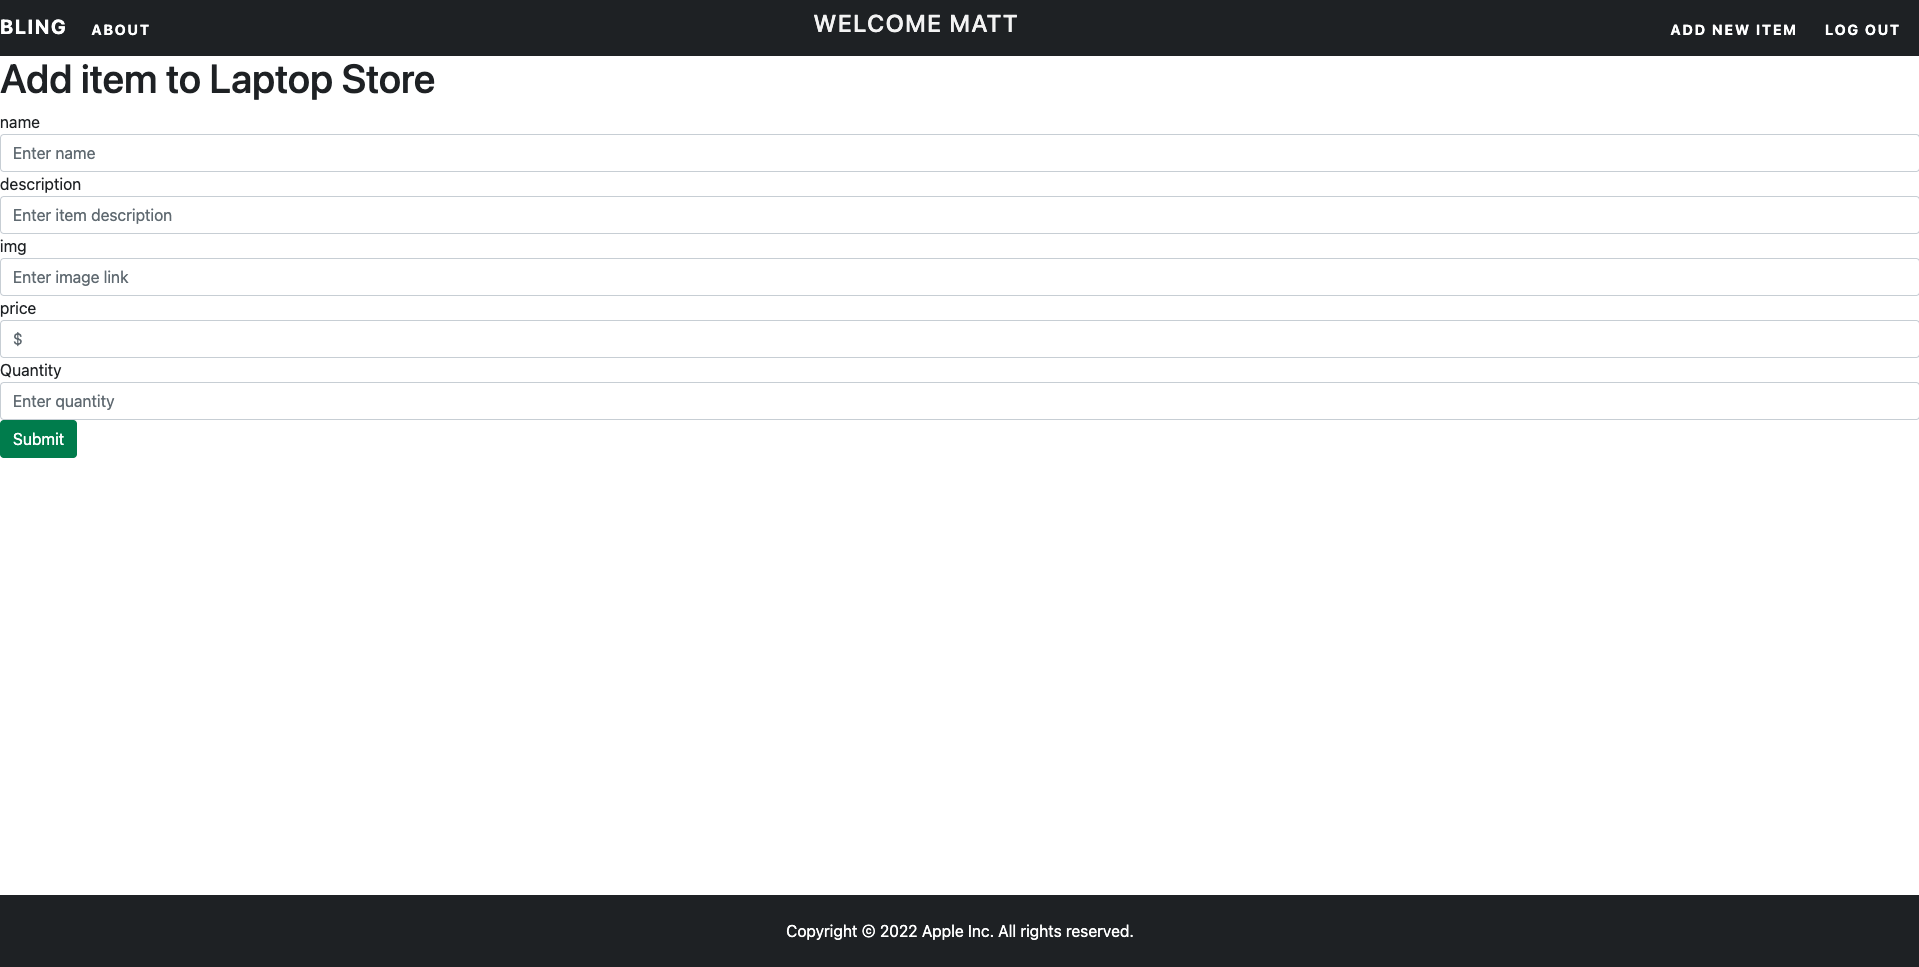 BLING ABOUT WELCOME MATT ADD NEW ITEM LOG OUT
Add item to Laptop Store
name
Enter name
description
Enter item description
img
Enter image link
price
$
Quantity
Enter quantity
Submit
Copyright © 2022 Apple Inc. All rights reserved.